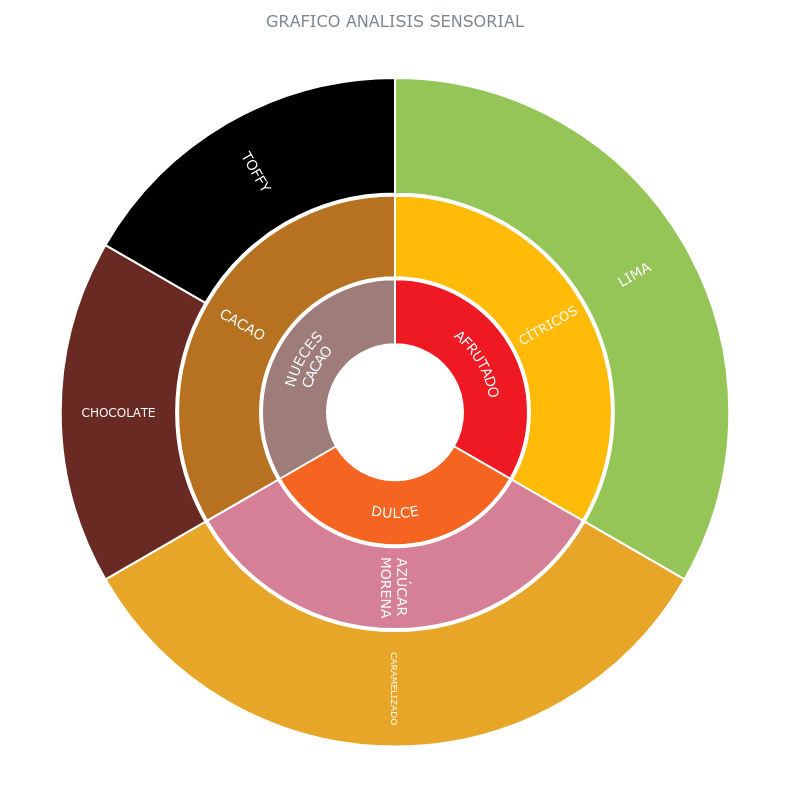 GRAFICO ANALISIS SENSORIAL
TOFFY
LIMA
CACAO
CÍTRICOS
NUECES
CACAO
AFRUTADO
CHOCOLATE
DULCE
AZÚCAR
MORENA
CARAMELIZADO